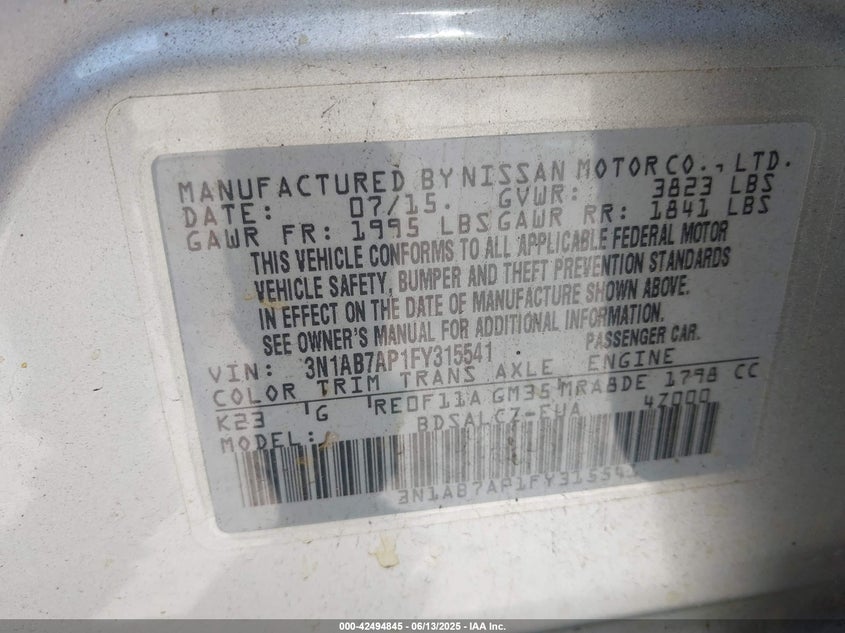 MANUFACTURED BY NISSAN MOTOR CO., LTD.
DATE: 07/15. GVWR: 3823 LBS
GAWR FR: 1995 LBS GAWR RR: 1841 LBS
THIS VEHICLE CONFORMS TO ALL APPLICABLE FEDERAL MOTOR
VEHICLE SAFETY, BUMPER AND THEFT PREVENTION STANDARDS
IN EFFECT ON THE DATE OF MANUFACTURE SHOWN ABOVE.
SEE OWNER'S MANUAL FOR ADDITIONAL INFORMATION.
VIN: 3N1AB7AP1FY315541 PASSENGER CAR.
COLOR TRIM TRANS AXLE ENGINE
K23 G RE0F11A GM35 MRA8DE 1798 CC
MODEL: BDSALCZ-EUA 4Z000
3N1AB7AP1FY315541
000-42494845 - 06/13/2025 - IAA Inc.